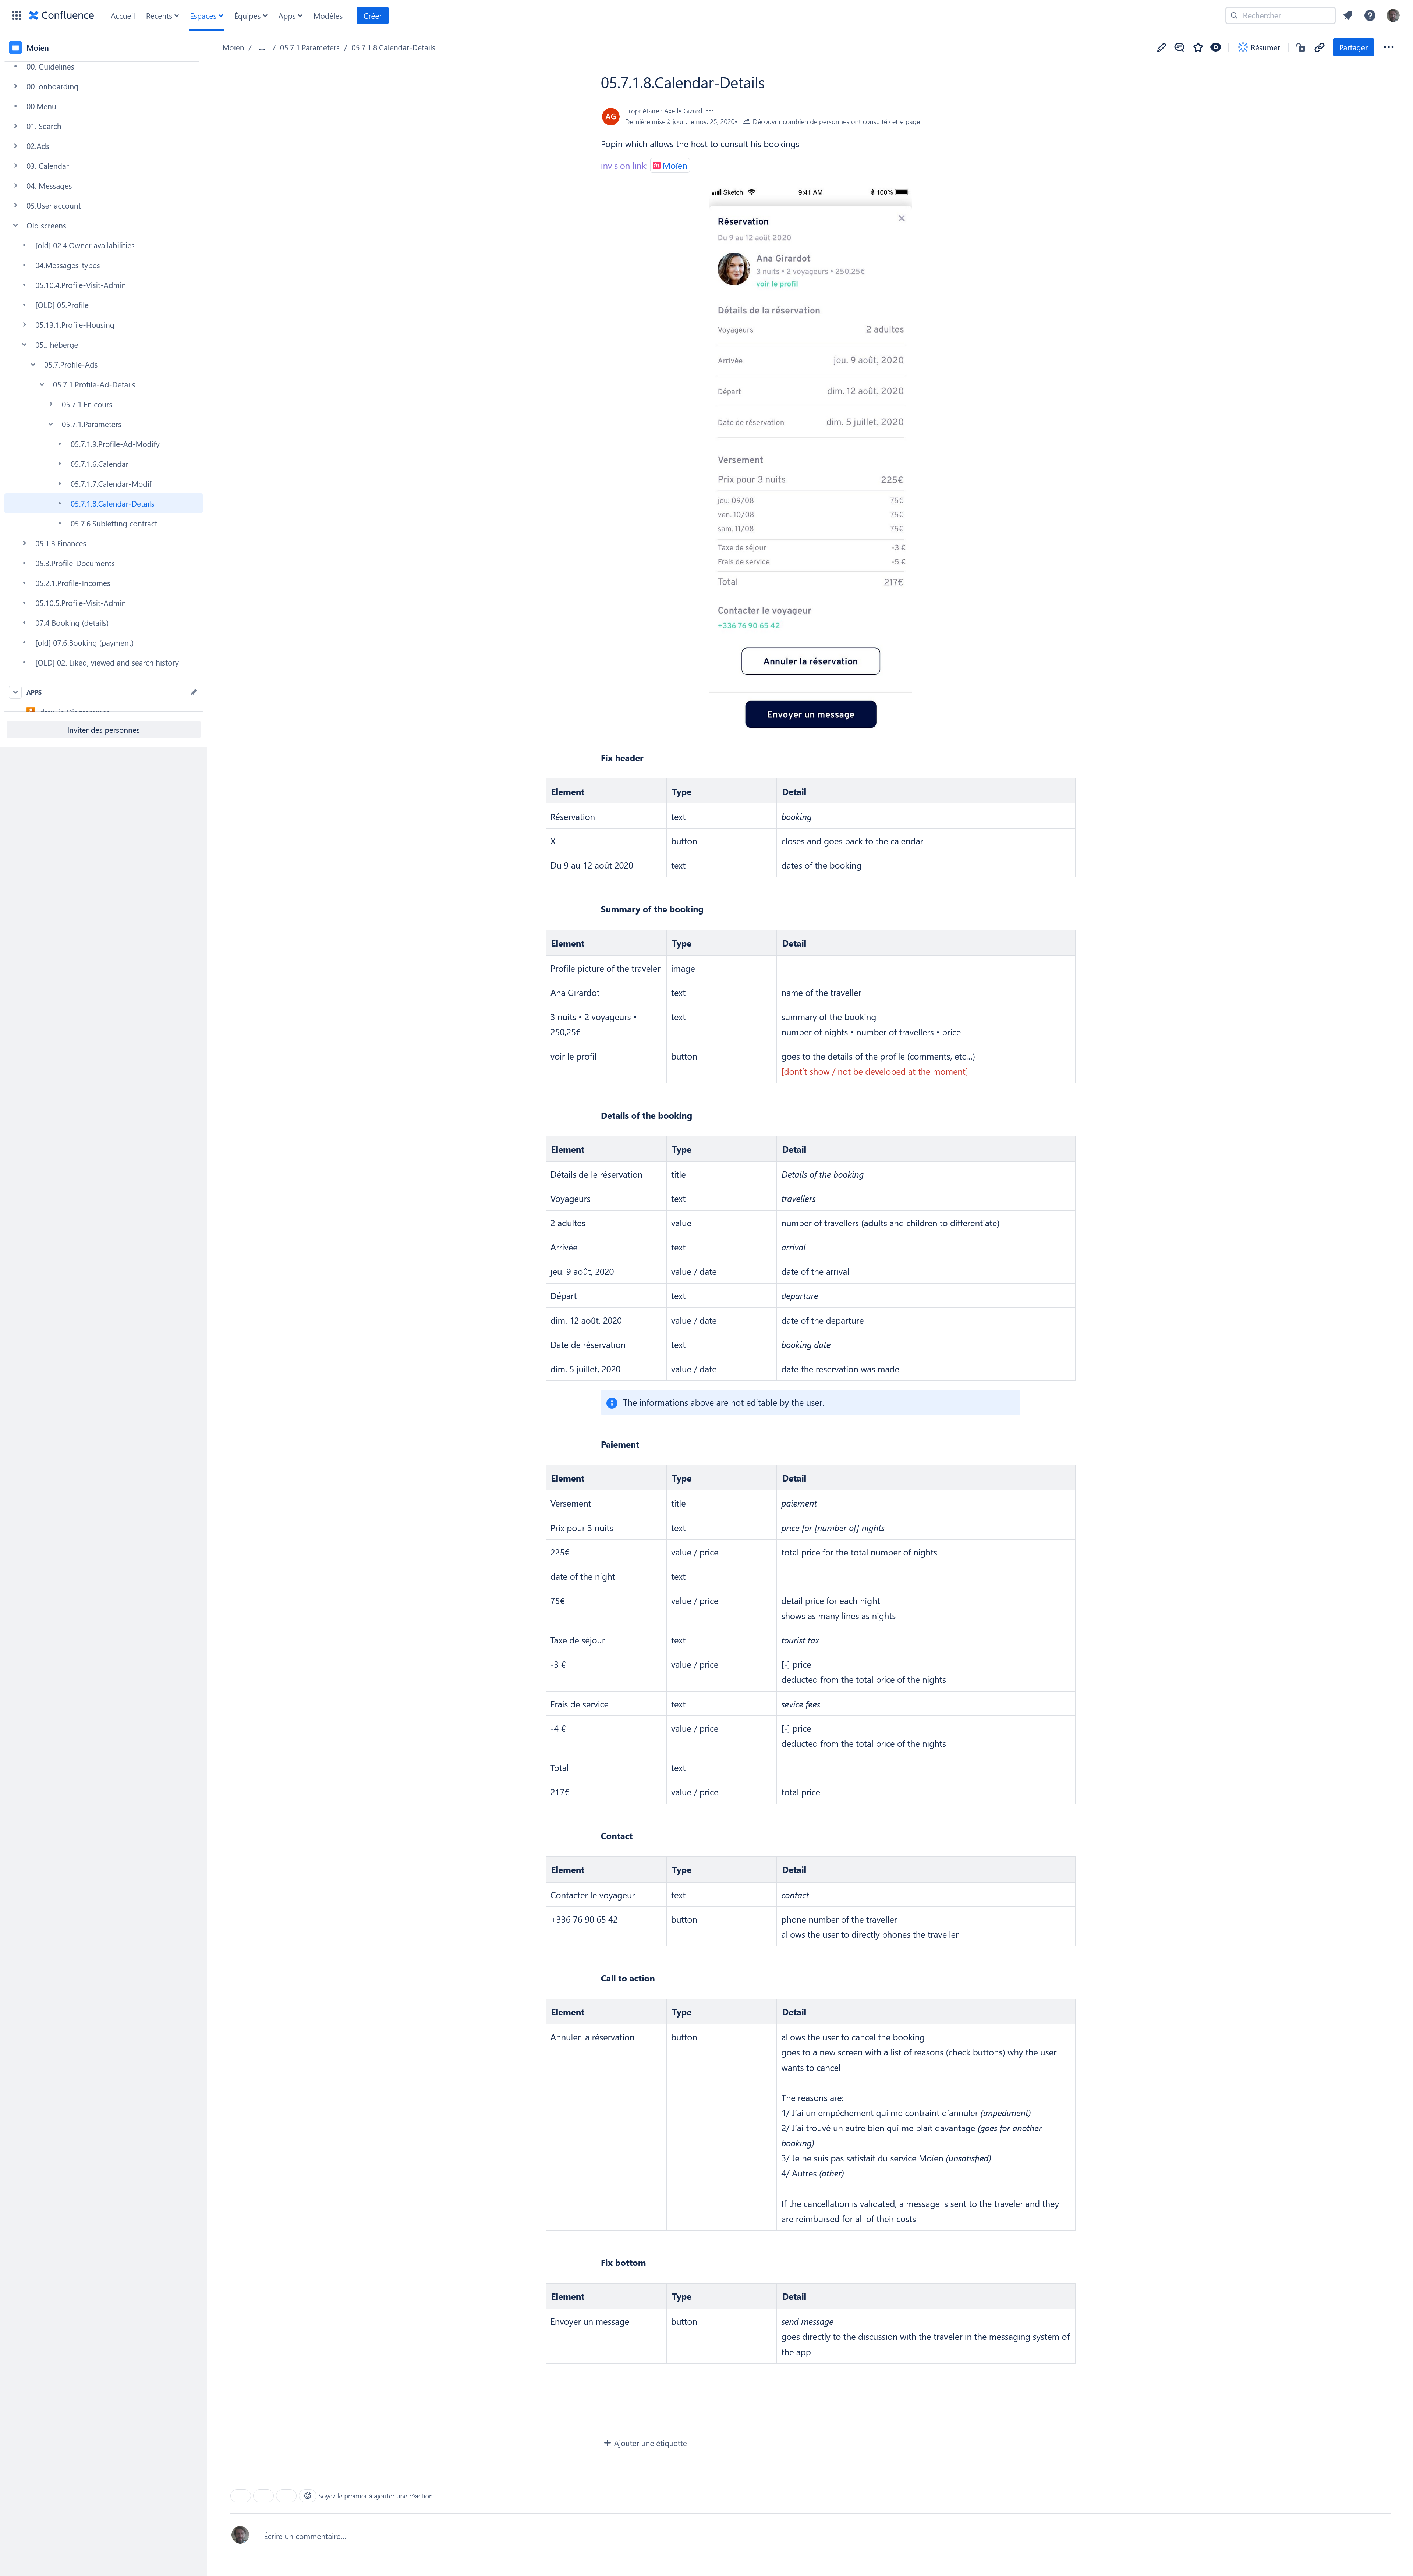 Confluence Accueil Récents Espaces Équipes Apps Modèles Créer Rechercher
Moien
00. Guidelines
00. onboarding
00.Menu
01. Search
02.Ads
03. Calendar
04. Messages
05.User account
Old screens
[old] 02.4.Owner availabilities
04.Messages-types
05.10.4.Profile-Visit-Admin
[OLD] 05.Profile
05.13.1.Profile-Housing
05.J'héberge
05.7.Profile-Ads
05.7.1.Profile-Ad-Details
05.7.1.En cours
05.7.1.Parameters
05.7.1.9.Profile-Ad-Modify
05.7.1.6.Calendar
05.7.1.7.Calendar-Modif
05.7.1.8.Calendar-Details
05.7.6.Subletting contract
05.1.3.Finances
05.3.Profile-Documents
05.2.1.Profile-Incomes
05.10.5.Profile-Visit-Admin
07.4 Booking (details)
[old] 07.6.Booking (payment)
[OLD] 02. Liked, viewed and search history
APPS
Inviter des personnes
Moien / ... / 05.7.1.Parameters / 05.7.1.8.Calendar-Details
Résumer Partager
05.7.1.8.Calendar-Details
AG
Propriétaire : Axelle Gizard
Dernière mise à jour : le nov. 25, 2020• Découvrir combien de personnes ont consulté cette page
Popin which allows the host to consult his bookings
invision link: in Moïen
Sketch 9:41 AM 100%
Réservation
Du 9 au 12 août 2020
Ana Girardot
3 nuits • 2 voyageurs • 250,25€
voir le profil
Détails de la réservation
Voyageurs 2 adultes
Arrivée jeu. 9 août, 2020
Départ dim. 12 août, 2020
Date de réservation dim. 5 juillet, 2020
Versement
Prix pour 3 nuits 225€
jeu. 09/08 75€
ven. 10/08 75€
sam. 11/08 75€
Taxe de séjour -3 €
Frais de service -5 €
Total 217€
Contacter le voyageur
+336 76 90 65 42
Annuler la réservation
Envoyer un message
Fix header
Element Type Detail
Réservation text booking
X button closes and goes back to the calendar
Du 9 au 12 août 2020 text dates of the booking
Summary of the booking
Element Type Detail
Profile picture of the traveler image
Ana Girardot text name of the traveller
3 nuits • 2 voyageurs • text summary of the booking
250,25€ number of nights • number of travellers • price
voir le profil button goes to the details of the profile (comments, etc...)
[dont't show / not be developed at the moment]
Details of the booking
Element Type Detail
Détails de le réservation title Details of the booking
Voyageurs text travellers
2 adultes value number of travellers (adults and children to differentiate)
Arrivée text arrival
jeu. 9 août, 2020 value / date date of the arrival
Départ text departure
dim. 12 août, 2020 value / date date of the departure
Date de réservation text booking date
dim. 5 juillet, 2020 value / date date the reservation was made
The informations above are not editable by the user.
Paiement
Element Type Detail
Versement title paiement
Prix pour 3 nuits text price for [number of] nights
225€ value / price total price for the total number of nights
date of the night text
75€ value / price detail price for each night
shows as many lines as nights
Taxe de séjour text tourist tax
-3 € value / price [-] price
deducted from the total price of the nights
Frais de service text sevice fees
-4 € value / price [-] price
deducted from the total price of the nights
Total text
217€ value / price total price
Contact
Element Type Detail
Contacter le voyageur text contact
+336 76 90 65 42 button phone number of the traveller
allows the user to directly phones the traveller
Call to action
Element Type Detail
Annuler la réservation button allows the user to cancel the booking
goes to a new screen with a list of reasons (check buttons) why the user
wants to cancel
The reasons are:
1/ J'ai un empêchement qui me contraint d'annuler (impediment)
2/ J'ai trouvé un autre bien qui me plaît davantage (goes for another
booking)
3/ Je ne suis pas satisfait du service Moïen (unsatisfied)
4/ Autres (other)
If the cancellation is validated, a message is sent to the traveler and they
are reimbursed for all of their costs
Fix bottom
Element Type Detail
Envoyer un message button send message
goes directly to the discussion with the traveler in the messaging system of
the app
Ajouter une étiquette
Soyez le premier à ajouter une réaction
Écrire un commentaire...